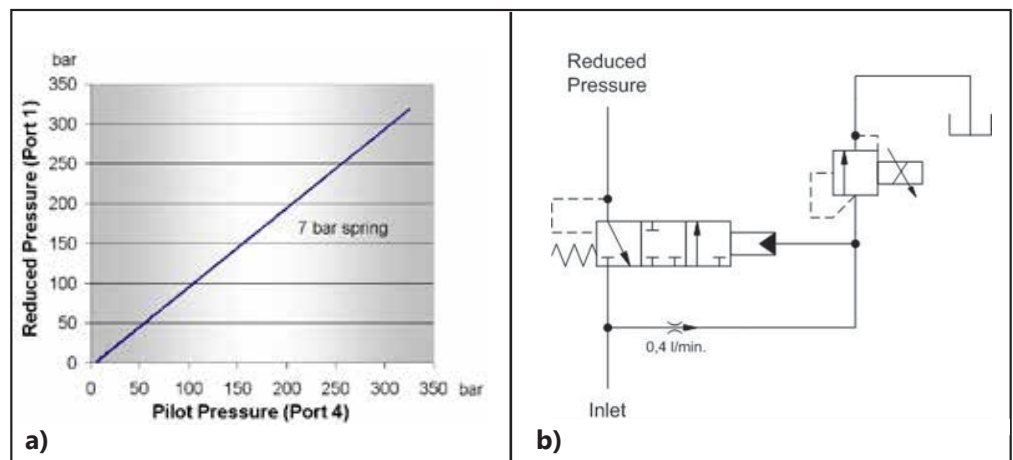 bar
350
300
250
200
150
100
50
0
Reduced Pressure (Port 1)
7 bar spring
0 50 100 150 200 250 300 350 bar
Pilot Pressure (Port 4)
a)
Reduced
Pressure
0,4 l/min.
Inlet
b)